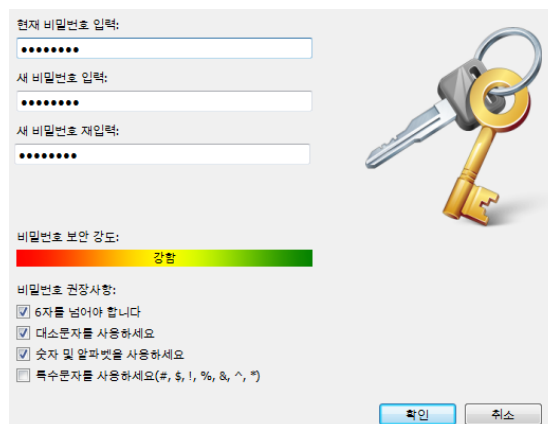 현재 비밀번호 입력:
●●●●●●●●
새 비밀번호 입력:
●●●●●●●●
새 비밀번호 재입력:
●●●●●●●●
비밀번호 보안 강도:
강함
비밀번호 권장사항:
6자를 넘어야 합니다
대소문자를 사용하세요
숫자 및 알파벳을 사용하세요
특수문자를 사용하세요(#, $, !, %, &, ^, *)
확인 취소